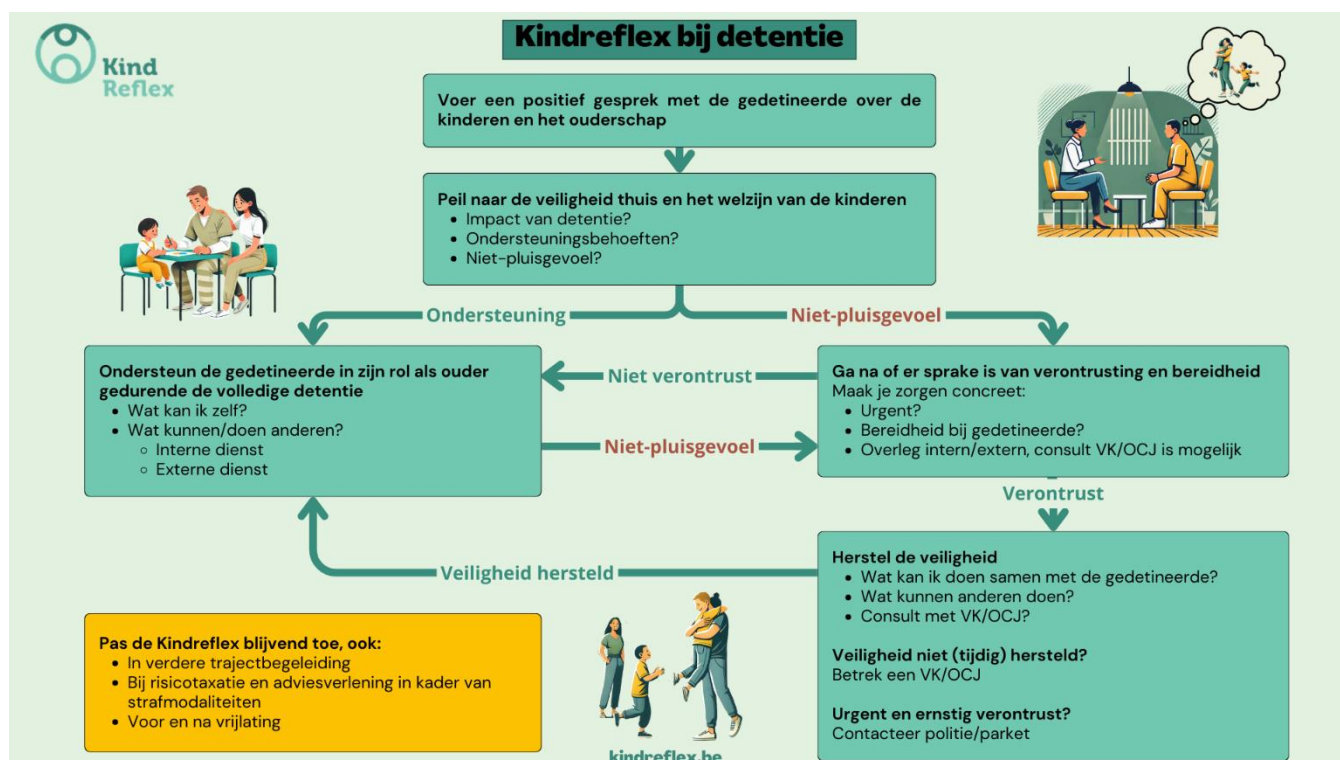 Kind
Reflex
Kindreflex bij detentie
Voer een positief gesprek met de gedetineerde over de
kinderen en het ouderschap
Peil naar de veiligheid thuis en het welzijn van de kinderen
• Impact van detentie?
• Ondersteuningsbehoeften?
• Niet-pluisgevoel?
Ondersteuning
Niet-pluisgevoel
Ondersteun de gedetineerde in zijn rol als ouder
gedurende de volledige detentie
• Wat kan ik zelf?
• Wat kunnen/doen anderen?
○ Interne dienst
○ Externe dienst
Niet verontrust
Niet-pluisgevoel
Ga na of er sprake is van verontrusting en bereidheid
Maak je zorgen concreet:
• Urgent?
• Bereidheid bij gedetineerde?
• Overleg intern/extern, consult VK/OCJ is mogelijk
Verontrust
Herstel de veiligheid
• Wat kan ik doen samen met de gedetineerde?
• Wat kunnen anderen doen?
• Consult met VK/OCJ?
Veiligheid niet (tijdig) hersteld?
Betrek een VK/OCJ
Urgent en ernstig verontrust?
Contacteer politie/parket
Veiligheid hersteld
Pas de Kindreflex blijvend toe, ook:
• In verdere trajectbegeleiding
• Bij risicotaxatie en adviesverlening in kader van
strafmodaliteiten
• Voor en na vrijlating
kindreflex.be